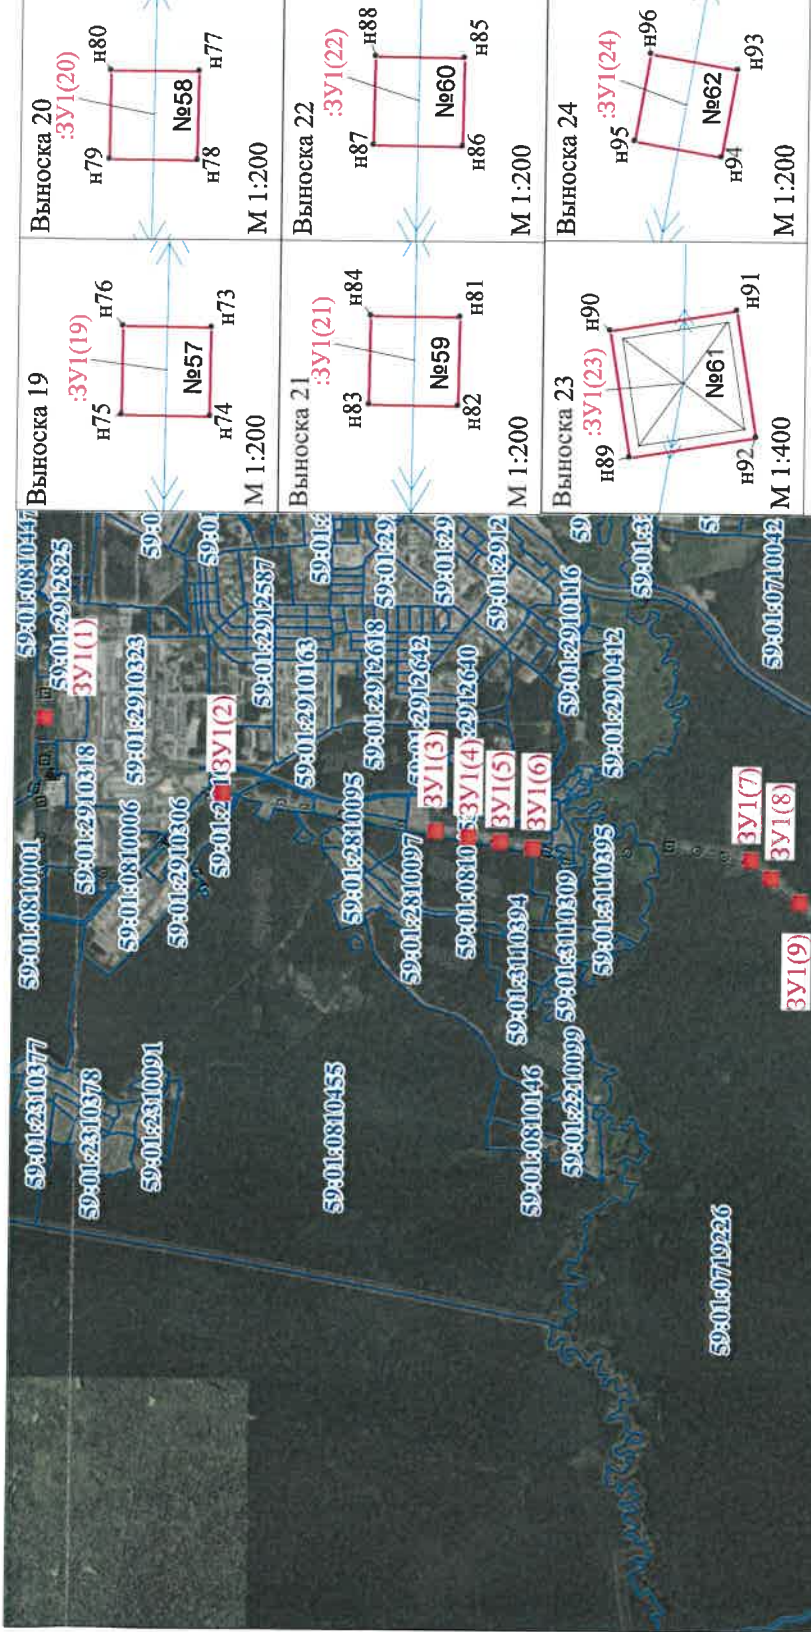 59:01:2310377
59:01:2310378
59:01:2310091
59:01:0810455
59:01:0810146
59:01:2210099
59:01:0719226
59:01:0810001
59:01:2910318
59:01:0810006
59:01:2910306
59:01:2810095
59:01:2810097
59:01:3110394
59:01:3110309
59:01:3110395
ЗУ1(9)
59:01:0810447
59:01:2912825
ЗУ1(1)
59:01:2910323
ЗУ1(2)
59:01:2912587
59:01:2910163
59:01:2912618
59:01:2912642
59:01:2912640
ЗУ1(3)
ЗУ1(4)
ЗУ1(5)
ЗУ1(6)
59:01:2910116
59:01:2910412
ЗУ1(7)
ЗУ1(8)
59:01:0710042
Выноска 19
:ЗУ1(19)
н75
н76
№57
н74
н73
М 1:200
Выноска 20
:ЗУ1(20)
н79
н80
№58
н78
н77
М 1:200
Выноска 21
:ЗУ1(21)
н83
н84
№59
н82
н81
М 1:200
Выноска 22
:ЗУ1(22)
н87
н88
№60
н86
н85
М 1:200
Выноска 23
:ЗУ1(23)
н89
н90
№61
н92
н91
М 1:400
Выноска 24
:ЗУ1(24)
н95
н96
№62
н94
н93
М 1:200